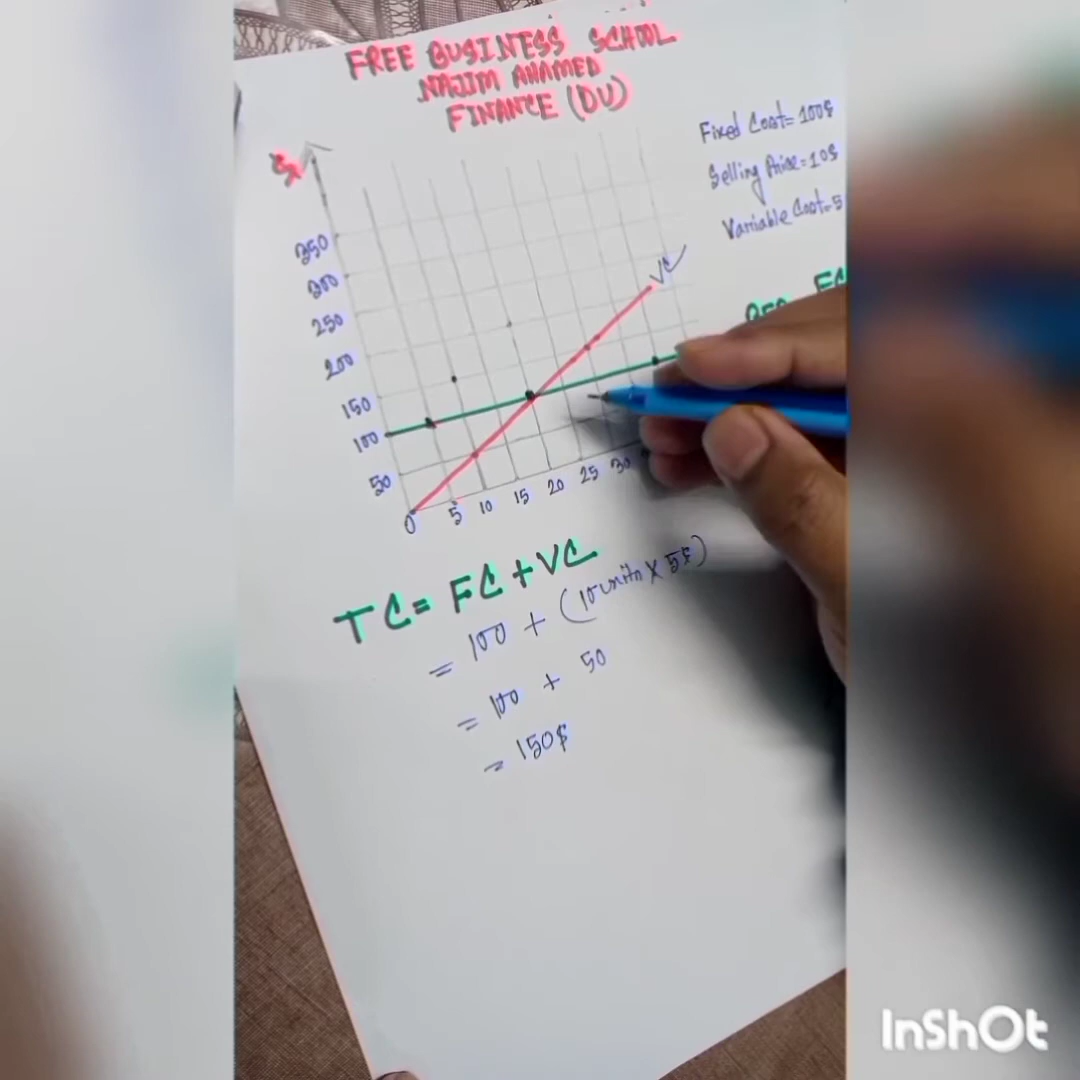 FREE BUSINESS SCHOOL
NAJIM AHAMED
FINANCE (DU)
Fixed Cost= 100$
Selling Price=10$
Variable Cost=5
350
300
250
200
150
100
50
0
5
10
15
20
25
30
VC
TC= FC+VC
= 100 + (10units X 5$)
= 100 + 50
= 150$
InShOt